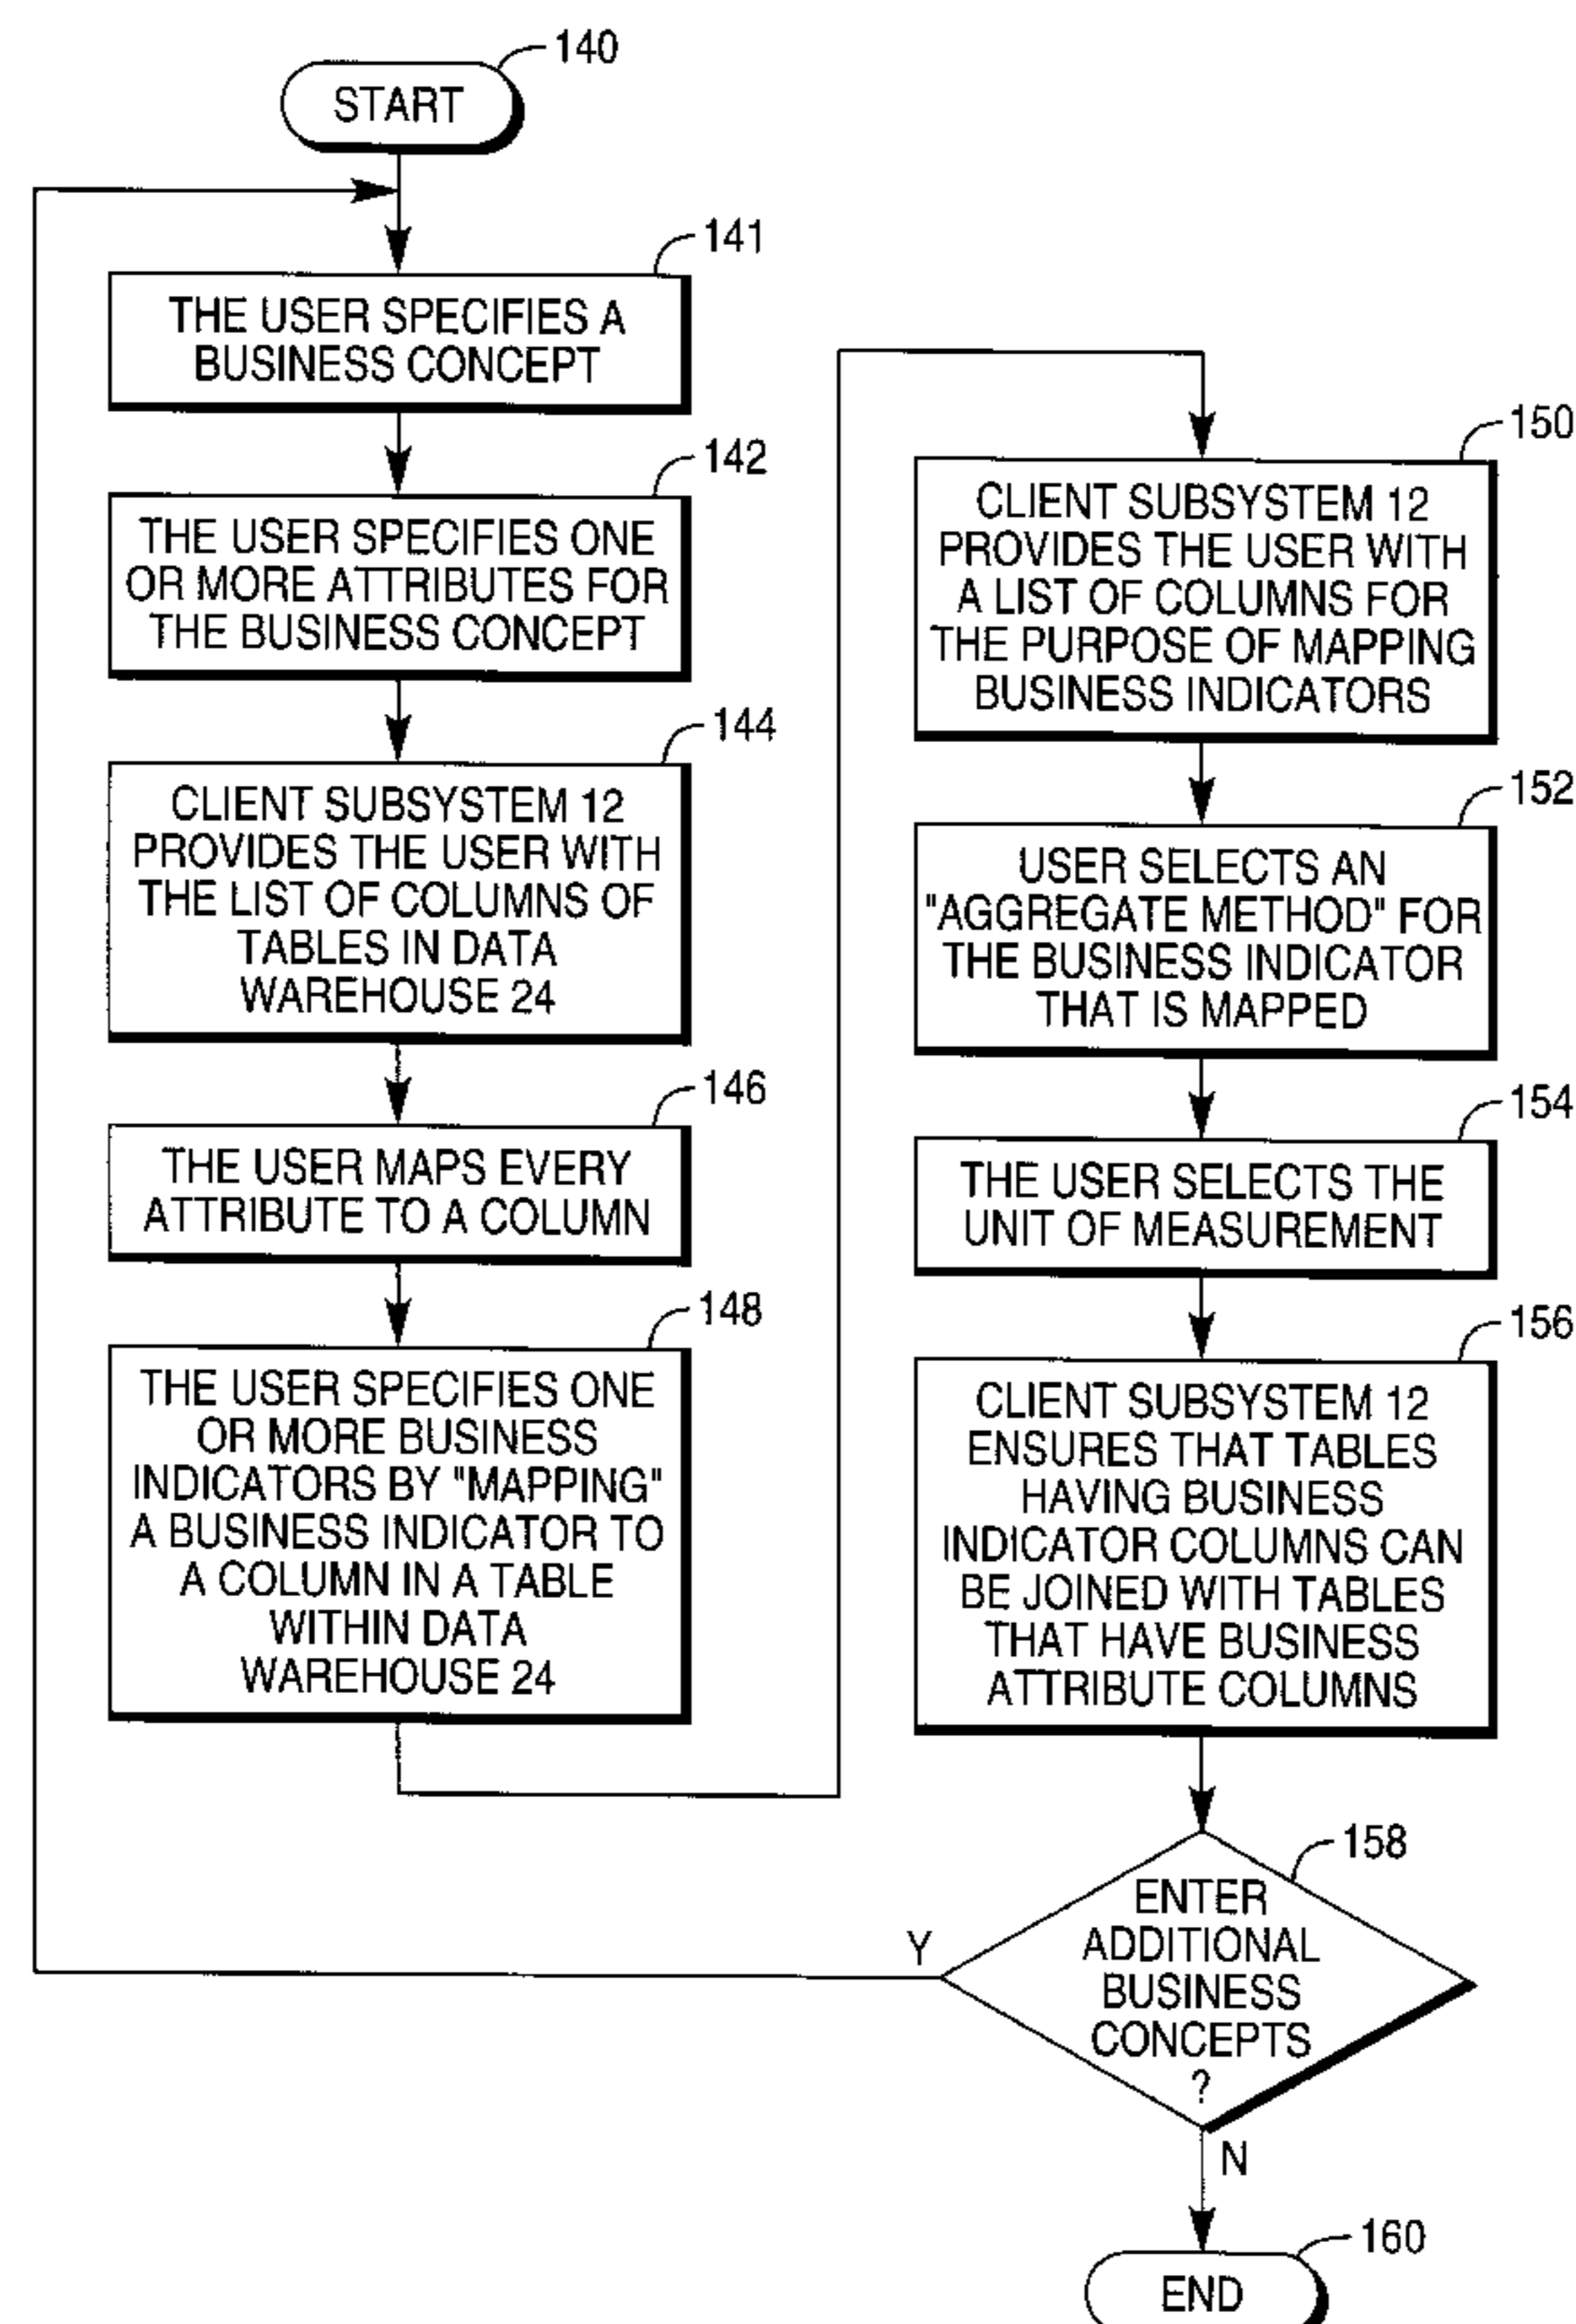 140
START
141
THE USER SPECIFIES A
BUSINESS CONCEPT
142
THE USER SPECIFIES ONE
OR MORE ATTRIBUTES FOR
THE BUSINESS CONCEPT
144
CLIENT SUBSYSTEM 12
PROVIDES THE USER WITH
THE LIST OF COLUMNS OF
TABLES IN DATA
WAREHOUSE 24
146
THE USER MAPS EVERY
ATTRIBUTE TO A COLUMN
148
THE USER SPECIFIES ONE
OR MORE BUSINESS
INDICATORS BY "MAPPING"
A BUSINESS INDICATOR TO
A COLUMN IN A TABLE
WITHIN DATA
WAREHOUSE 24
150
CLIENT SUBSYSTEM 12
PROVIDES THE USER WITH
A LIST OF COLUMNS FOR
THE PURPOSE OF MAPPING
BUSINESS INDICATORS
152
USER SELECTS AN
"AGGREGATE METHOD" FOR
THE BUSINESS INDICATOR
THAT IS MAPPED
154
THE USER SELECTS THE
UNIT OF MEASUREMENT
156
CLIENT SUBSYSTEM 12
ENSURES THAT TABLES
HAVING BUSINESS
INDICATOR COLUMNS CAN
BE JOINED WITH TABLES
THAT HAVE BUSINESS
ATTRIBUTE COLUMNS
158
ENTER
ADDITIONAL
BUSINESS
CONCEPTS
?
Y
N
160
END